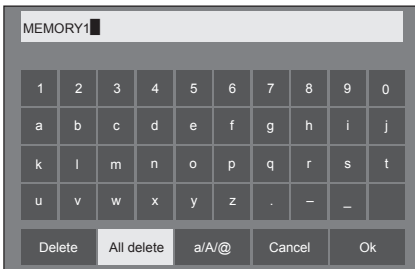 MEMORY1
1 2 3 4 5 6 7 8 9 0
a b c d e f g h i j
k l m n o p q r s t
u v w x y z . – _
Delete All delete a/A/@ Cancel Ok